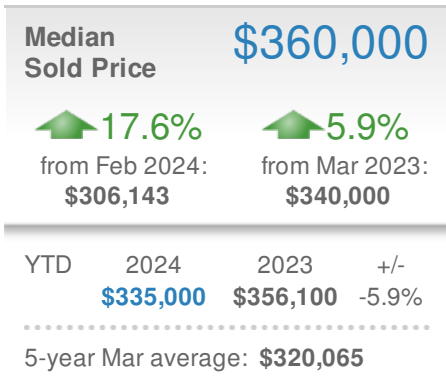 Median
Sold Price
$360,000
17.6%
5.9%
from Feb 2024:
from Mar 2023:
$306,143
$340,000
YTD 2024 2023 +/-
$335,000 $356,100 -5.9%
5-year Mar average: $320,065